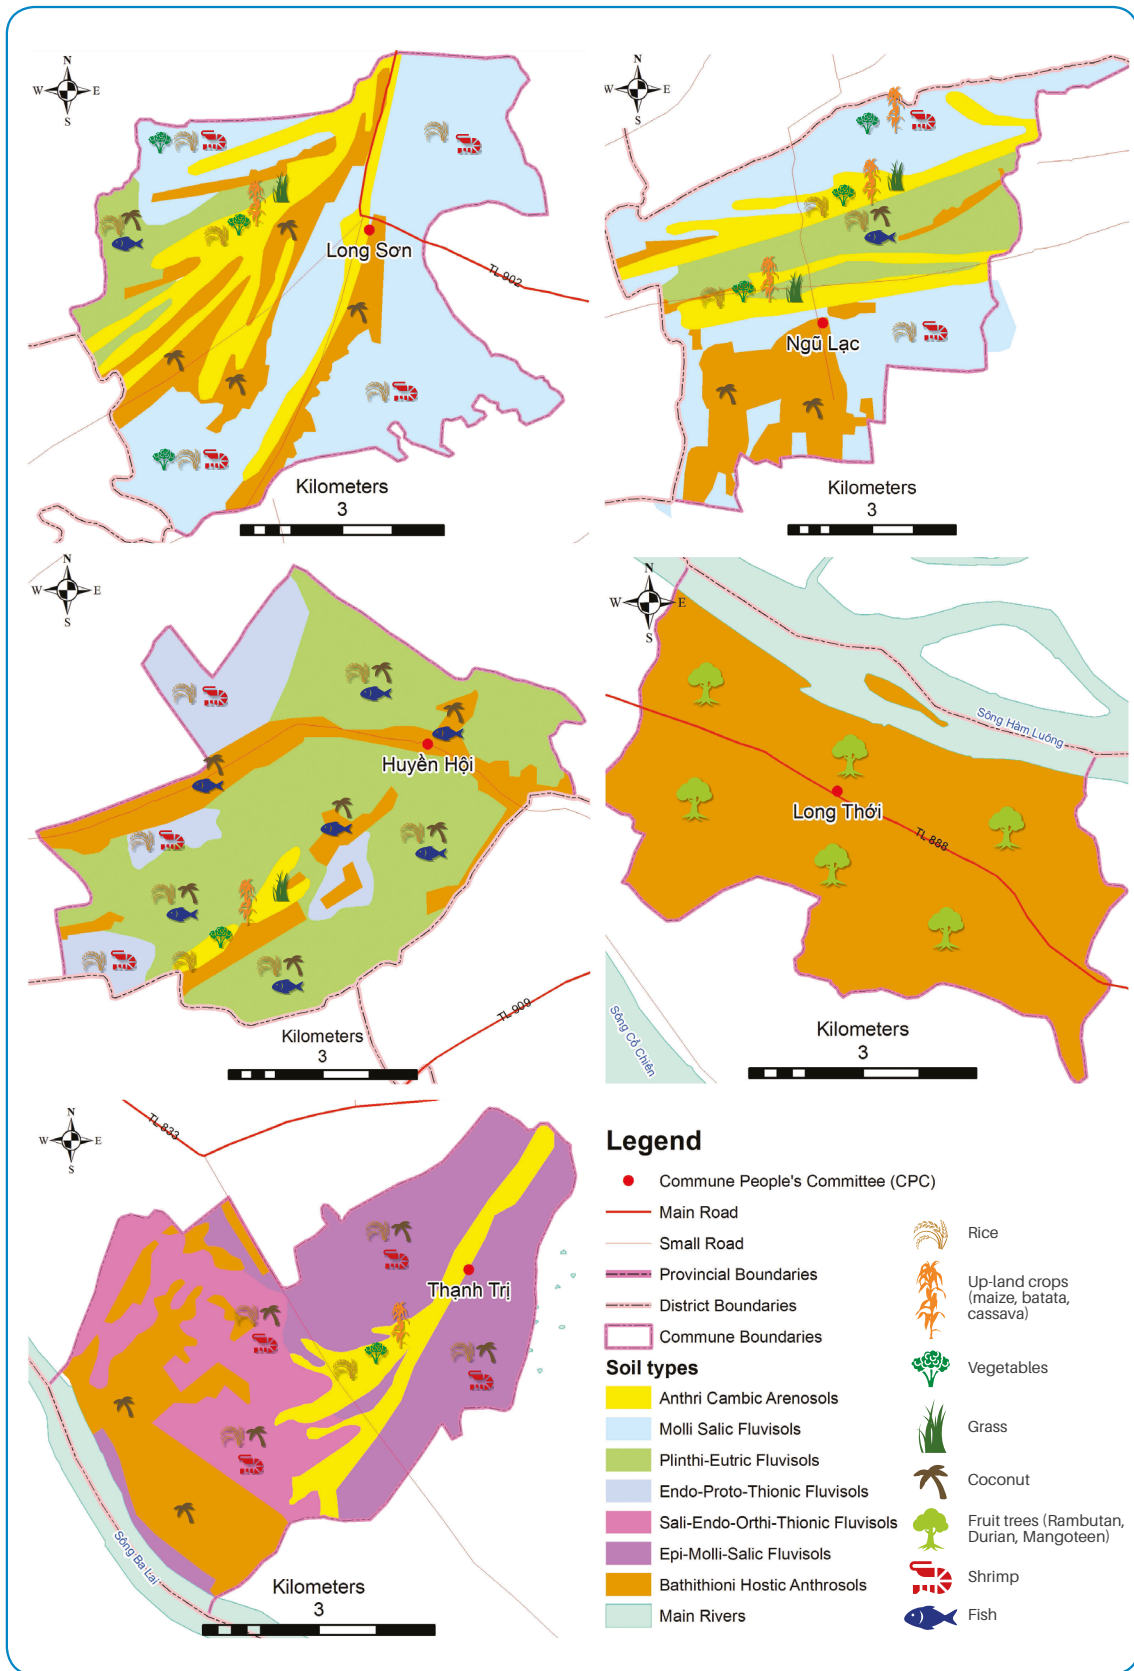 N
W E
S
Long Sơn
TL 902
Kilometers
3
N
W E
S
Ngũ Lạc
Kilometers
3
N
W E
S
Huyền Hội
TL 909
Kilometers
3
N
W E
S
Sông Hàm Luông
Long Thới
TL 888
Sông Cổ Chiên
Kilometers
3
N
W E
S
TL 833
Thạnh Trị
Sông Ba Lai
Kilometers
3
Legend
Commune People's Committee (CPC)
Main Road
Small Road
Provincial Boundaries
District Boundaries
Commune Boundaries
Soil types
Anthri Cambic Arenosols
Molli Salic Fluvisols
Plinthi-Eutric Fluvisols
Endo-Proto-Thionic Fluvisols
Sali-Endo-Orthi-Thionic Fluvisols
Epi-Molli-Salic Fluvisols
Bathithioni Hostic Anthrosols
Main Rivers
Rice
Up-land crops
(maize, batata,
cassava)
Vegetables
Grass
Coconut
Fruit trees (Rambutan,
Durian, Mangoteen)
Shrimp
Fish